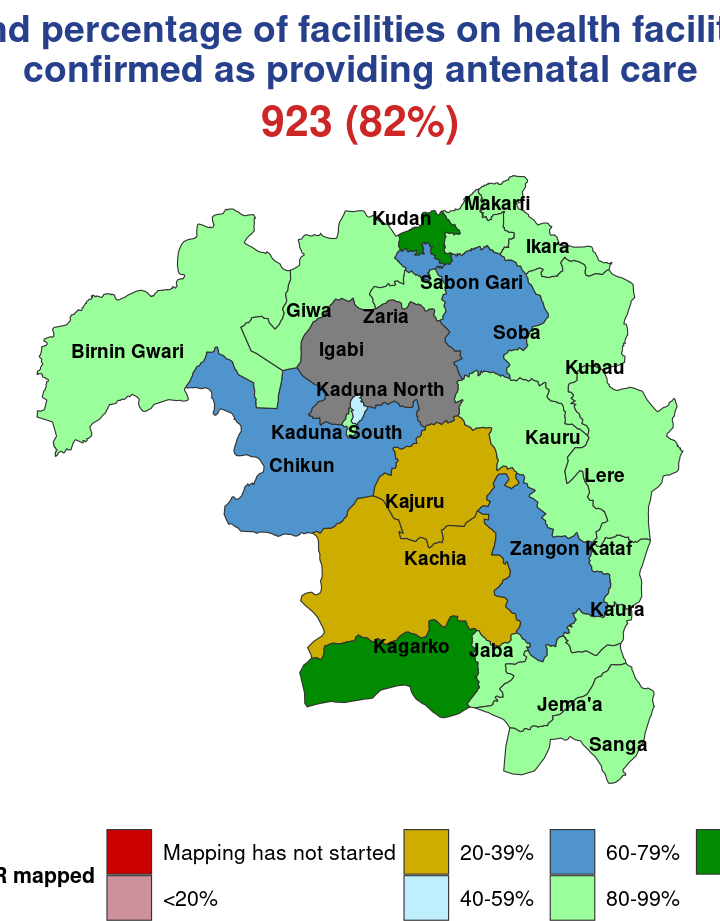 nd percentage of facilities on health facilit
confirmed as providing antenatal care
923 (82%)
Makarfi
Kudan
Ikara
Sabon Gari
Giwa
Zaria
Soba
Igabi
Birnin Gwari
Kubau
Kaduna North
Kaduna South
Kauru
Chikun
Lere
Kajuru
Zangon Kataf
Kachia
Kaura
Kagarko
Jaba
Jema'a
Sanga
R mapped
Mapping has not started
20-39%
60-79%
<20%
40-59%
80-99%